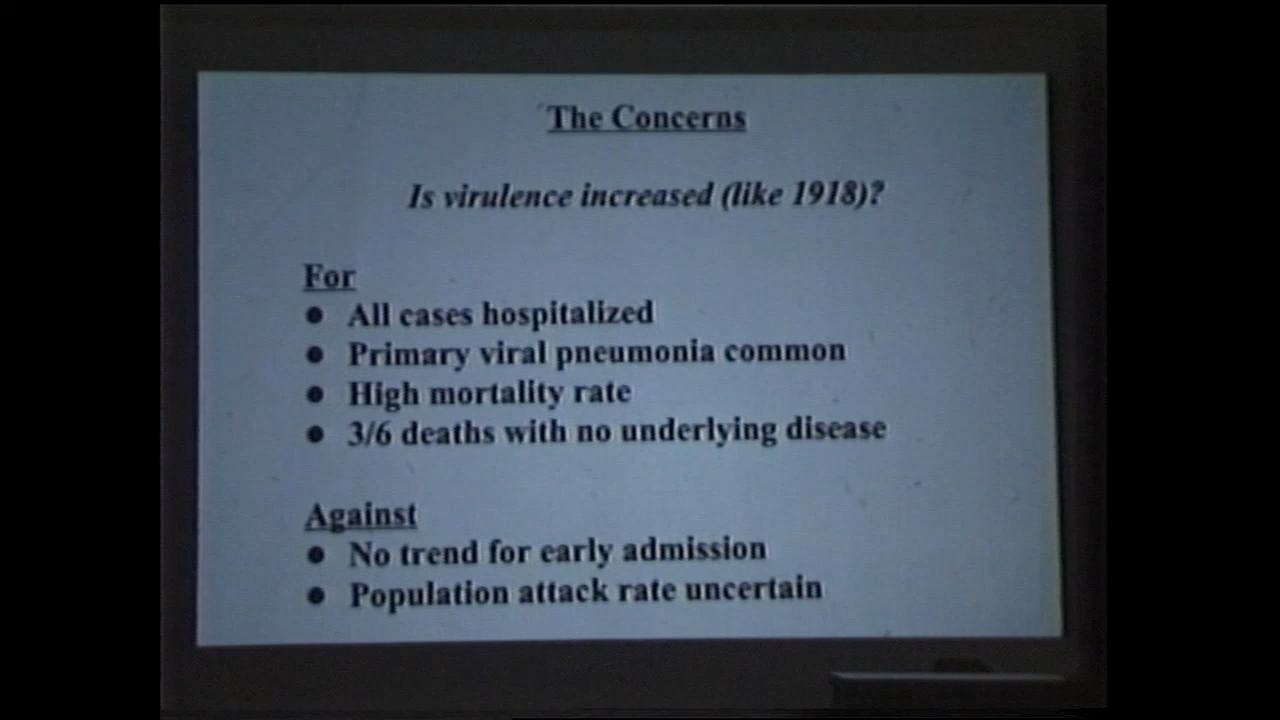 The Concerns
Is virulence increased (like 1918)?
For
● All cases hospitalized
● Primary viral pneumonia common
● High mortality rate
● 3/6 deaths with no underlying disease
Against
● No trend for early admission
● Population attack rate uncertain